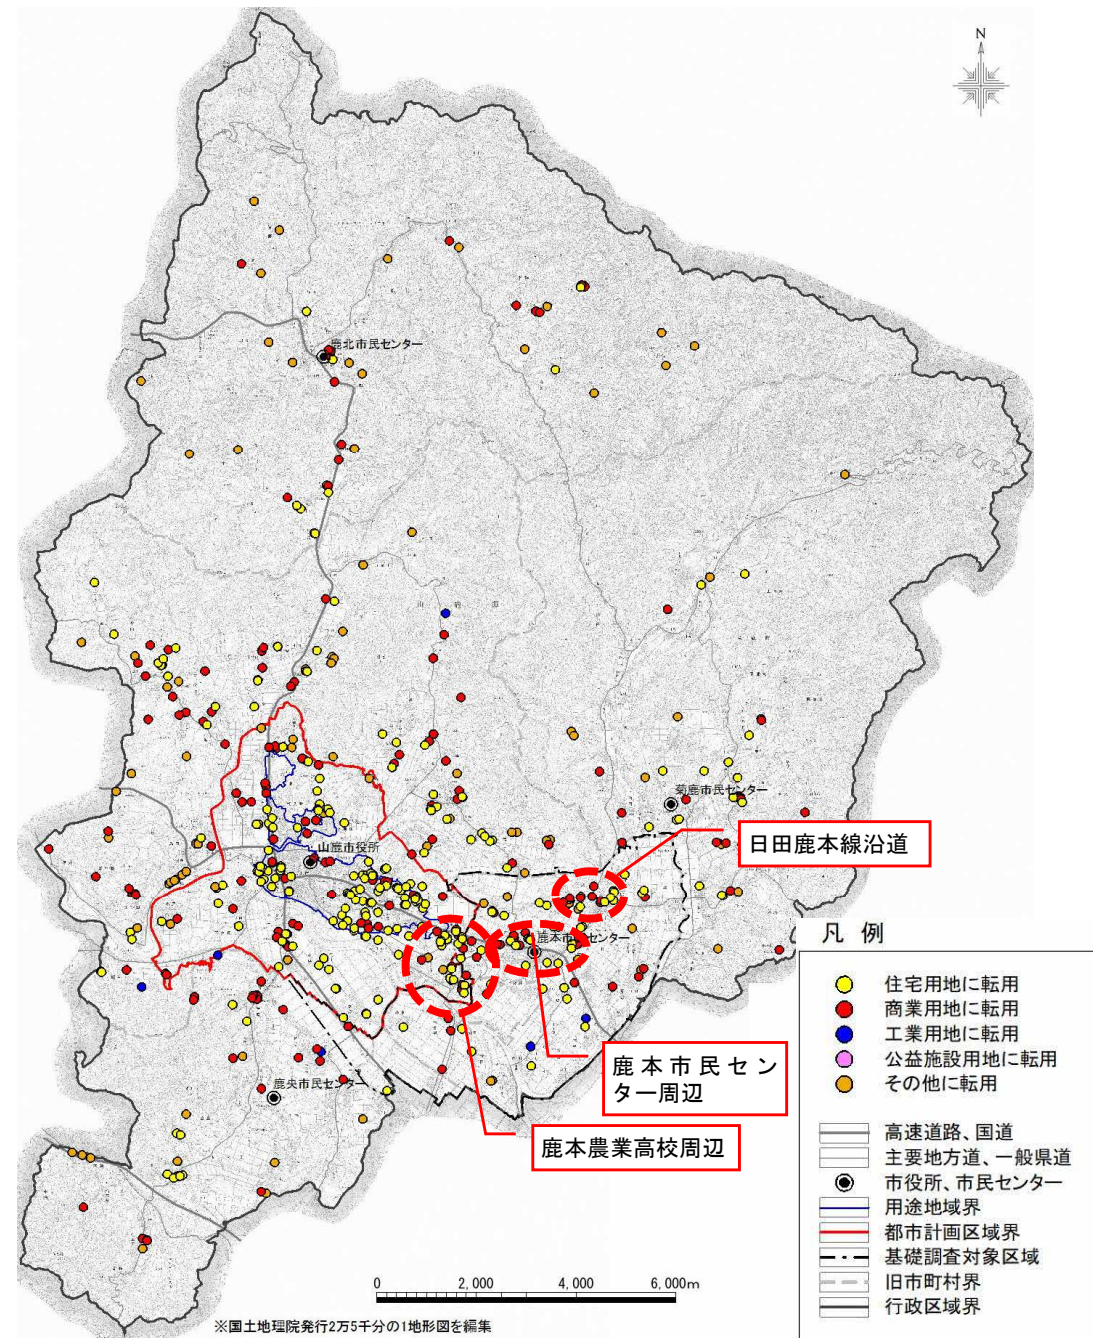 N
鹿北市民センター
菊鹿市民センター
山鹿市役所
日田鹿本線沿道
鹿本市民センター
凡 例
住宅用地に転用
商業用地に転用
工業用地に転用
公益施設用地に転用
その他に転用
鹿本市民セン
ター周辺
鹿央市民センター
鹿本農業高校周辺
高速道路、国道
主要地方道、一般県道
市役所、市民センター
用途地域界
都市計画区域界
基礎調査対象区域
旧市町村界
行政区域界
0 2,000 4,000 6,000m
※国土地理院発行2万5千分の1地形図を編集